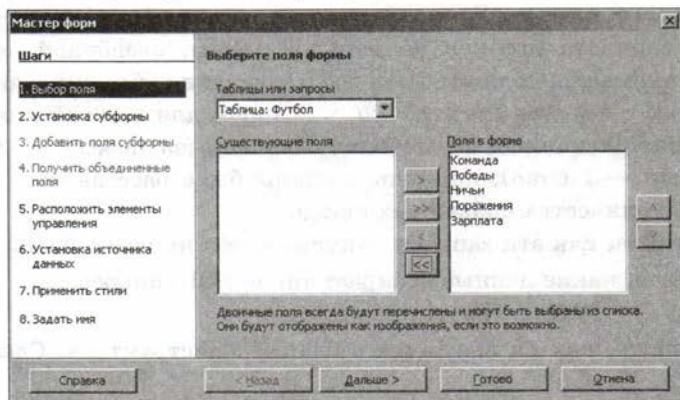 Мастер форм
Шаги
1. Выбор поля
2. Установка субформы
3. Добавить поля субформы
4. Получить объединенные
поля
5. Расположить элементы
управления
6. Установка источника
данных
7. Применить стили
8. Задать имя
Выберите поля формы
Таблицы или запросы
Таблица: Футбол
Существующие поля
>>
<<
Поля в форме
Команда
Победы
Ничьи
Поражения
Зарплата
Двоичные поля всегда будут перечислены и могут быть выбраны из списка.
Они будут отображены как изображения, если это возможно.
Справка
< Назад
Дальше >
Готово
Отмена